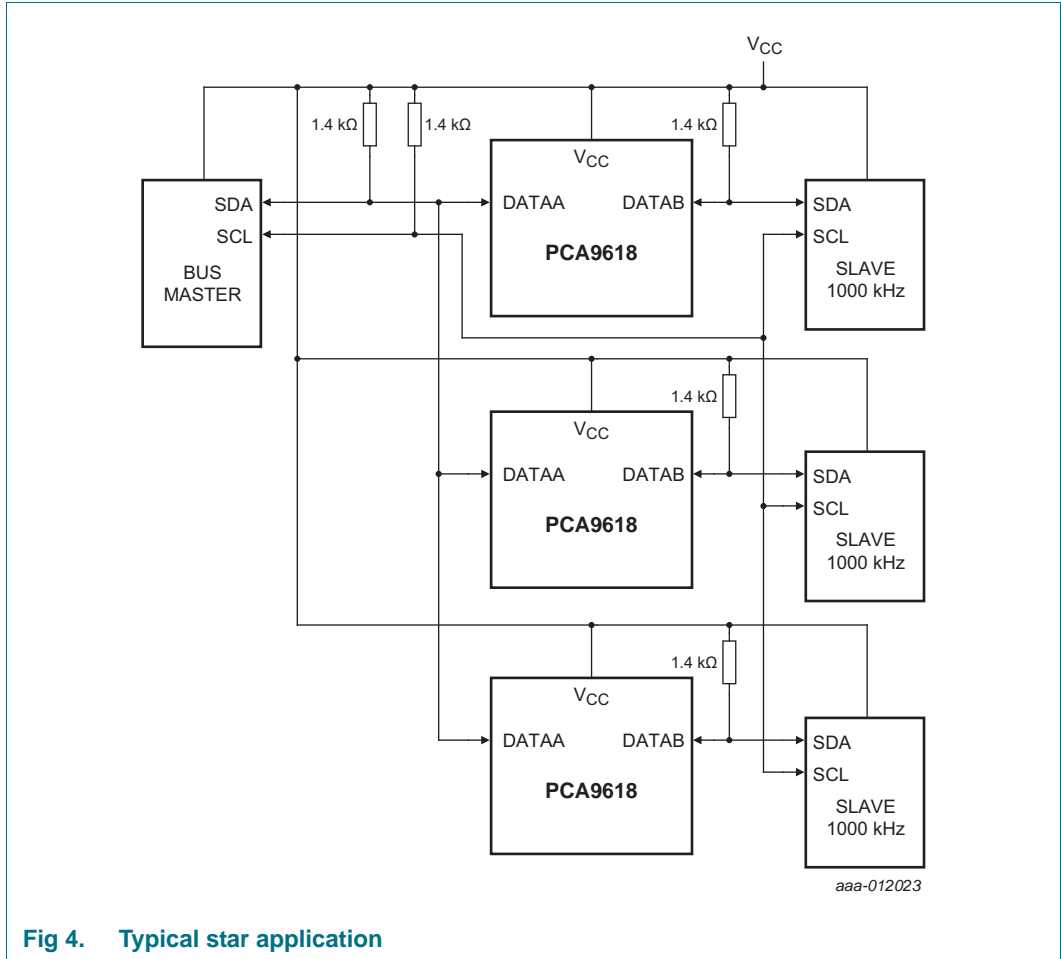 VCC
1.4 kΩ
1.4 kΩ
1.4 kΩ
VCC
SDA
SCL
BUS
MASTER
DATAA
DATAB
PCA9618
SDA
SCL
SLAVE
1000 kHz
1.4 kΩ
VCC
DATAA
DATAB
PCA9618
SDA
SCL
SLAVE
1000 kHz
1.4 kΩ
VCC
DATAA
DATAB
PCA9618
SDA
SCL
SLAVE
1000 kHz
aaa-012023
Fig 4. Typical star application